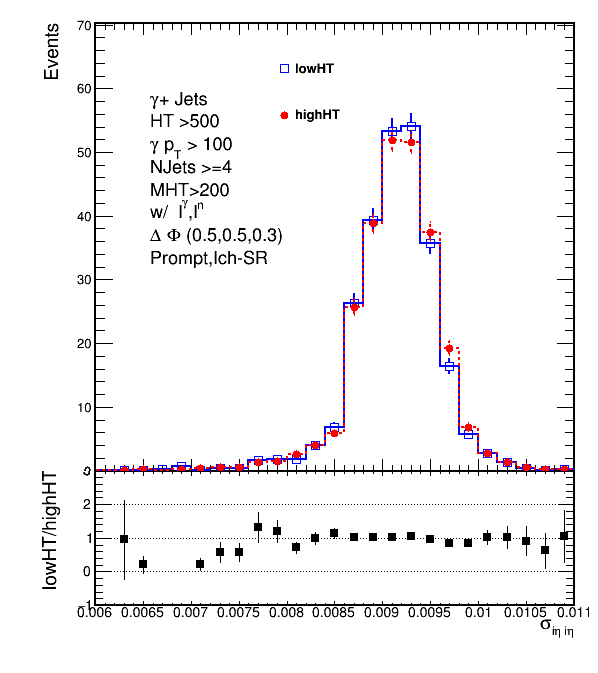 Events
70
60
50
40
30
20
10
0
lowHT
highHT
γ+ Jets
HT >500
γ p_T > 100
NJets >=4
MHT>200
w/ I^γ,I^n
Δ Φ (0.5,0.5,0.3)
Prompt,Ich-SR
lowHT/highHT
2
1
0
−1
0.006 0.0065 0.007 0.0075 0.008 0.0085 0.009 0.0095 0.01 0.0105 0.011
σ_iη iη